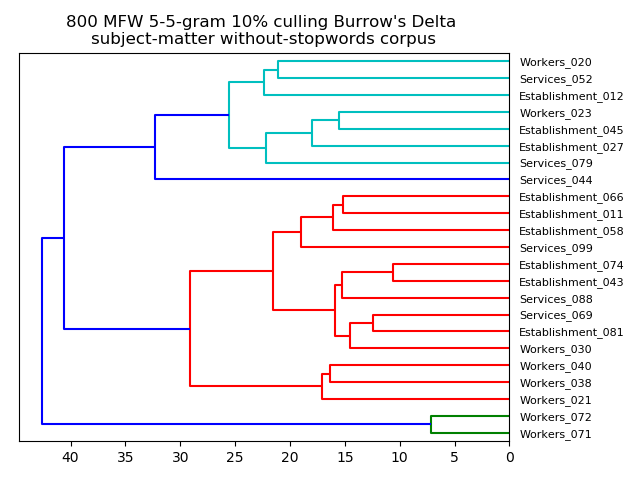 800 MFW 5-5-gram 10% culling Burrow's Delta
subject-matter without-stopwords corpus
Workers_020
Services_052
Establishment_012
Workers_023
Establishment_045
Establishment_027
Services_079
Services_044
Establishment_066
Establishment_011
Establishment_058
Services_099
Establishment_074
Establishment_043
Services_088
Services_069
Establishment_081
Workers_030
Workers_040
Workers_038
Workers_021
Workers_072
Workers_071
40 35 30 25 20 15 10 5 0